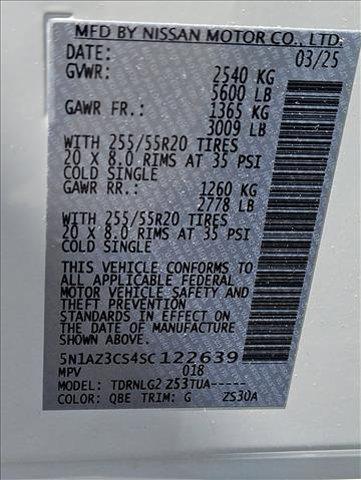 MFD BY NISSAN MOTOR CO., LTD.
DATE: 03/25
GVWR: 2540 KG
5600 LB
GAWR FR.: 1365 KG
3009 LB
WITH 255/55R20 TIRES
20 X 8.0 RIMS AT 35 PSI
COLD SINGLE
GAWR RR.: 1260 KG
2778 LB
WITH 255/55R20 TIRES
20 X 8.0 RIMS AT 35 PSI
COLD SINGLE
THIS VEHICLE CONFORMS TO
ALL APPLICABLE FEDERAL
MOTOR VEHICLE SAFETY AND
THEFT PREVENTION
STANDARDS IN EFFECT ON
THE DATE OF MANUFACTURE
SHOWN ABOVE.
5N1AZ3CS4SC122639
MPV 018
MODEL: TDRNLG2 Z53TUA-----
COLOR: QBE TRIM: G ZS30A